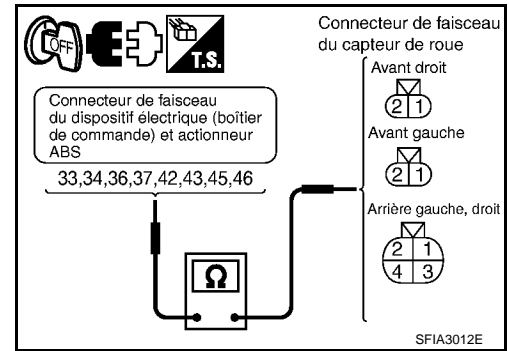 OFF
T.S.
Connecteur de faisceau
du capteur de roue
Avant droit
2 1
Avant gauche
2 1
Arrière gauche, droit
2 1
4 3
Connecteur de faisceau
du dispositif électrique (boîtier
de commande) et actionneur
ABS
33,34,36,37,42,43,45,46
Ω
SFIA3012E